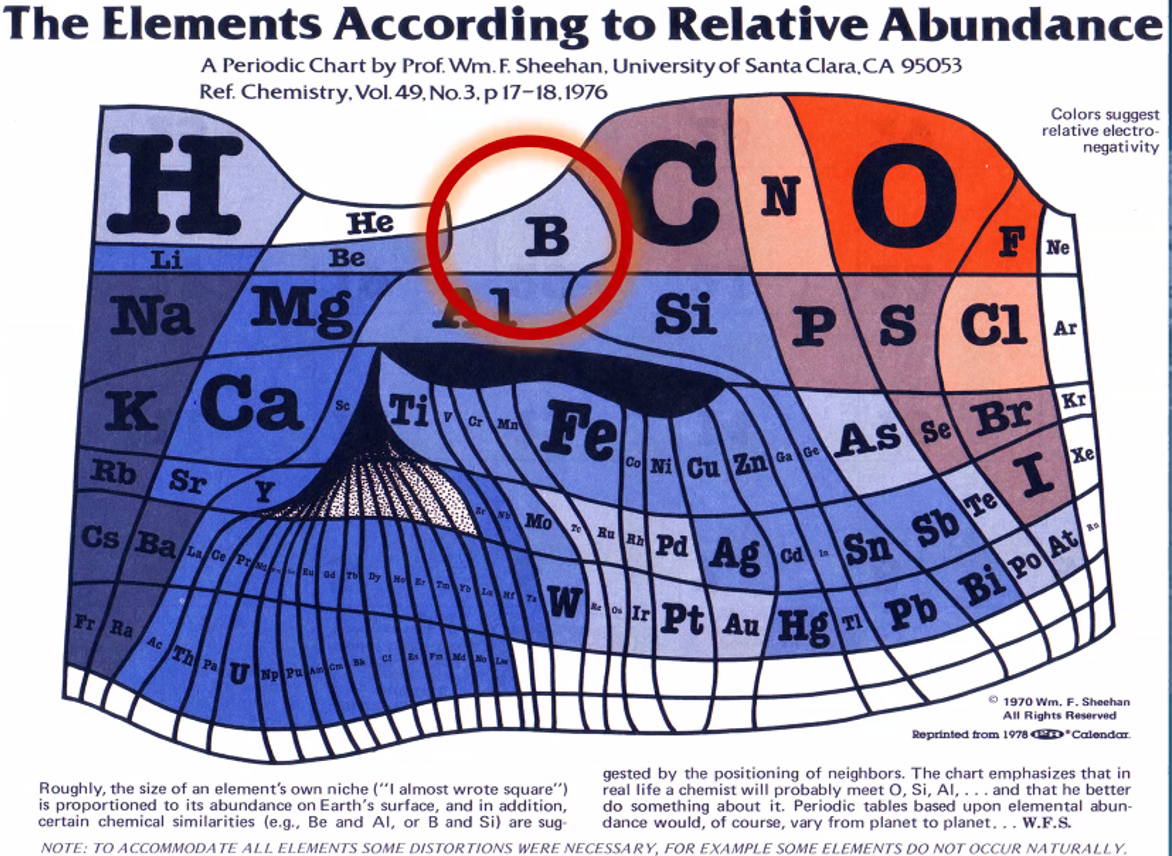 The Elements According to Relative Abundance
A Periodic Chart by Prof. Wm. F. Sheehan, University of Santa Clara, CA 95053
Ref. Chemistry, Vol. 49, No. 3, p 17–18, 1976
Colors suggest
relative electro-
negativity
H He B C N O F Ne
Li Be
Na Mg Al Si P S Cl Ar
K Ca Sc Ti V Cr Mn Fe Co Ni Cu Zn Ga Ge As Se Br Kr
Rb Sr Y Zr Nb Mo Tc Ru Rh Pd Ag Cd In Sn Sb Te I Xe
Cs Ba La Ce Pr Nd Eu Gd Tb Dy Ho Er Tm Yb Lu Hf Ta W Re Os Ir Pt Au Hg Tl Pb Bi Po At Rn
Fr Ra Ac Th Pa U Np Pu Am Cm Bk Cf Es Fm Md No Lw
© 1970 Wm. F. Sheehan
All Rights Reserved
Reprinted from 1978 Calendar.
Roughly, the size of an element's own niche ("I almost wrote square")
is proportioned to its abundance on Earth's surface, and in addition,
certain chemical similarities (e.g., Be and Al, or B and Si) are sug-
gested by the positioning of neighbors. The chart emphasizes that in
real life a chemist will probably meet O, Si, Al, . . . and that he better
do something about it. Periodic tables based upon elemental abun-
dance would, of course, vary from planet to planet . . . W.F.S.
NOTE: TO ACCOMMODATE ALL ELEMENTS SOME DISTORTIONS WERE NECESSARY, FOR EXAMPLE SOME ELEMENTS DO NOT OCCUR NATURALLY.